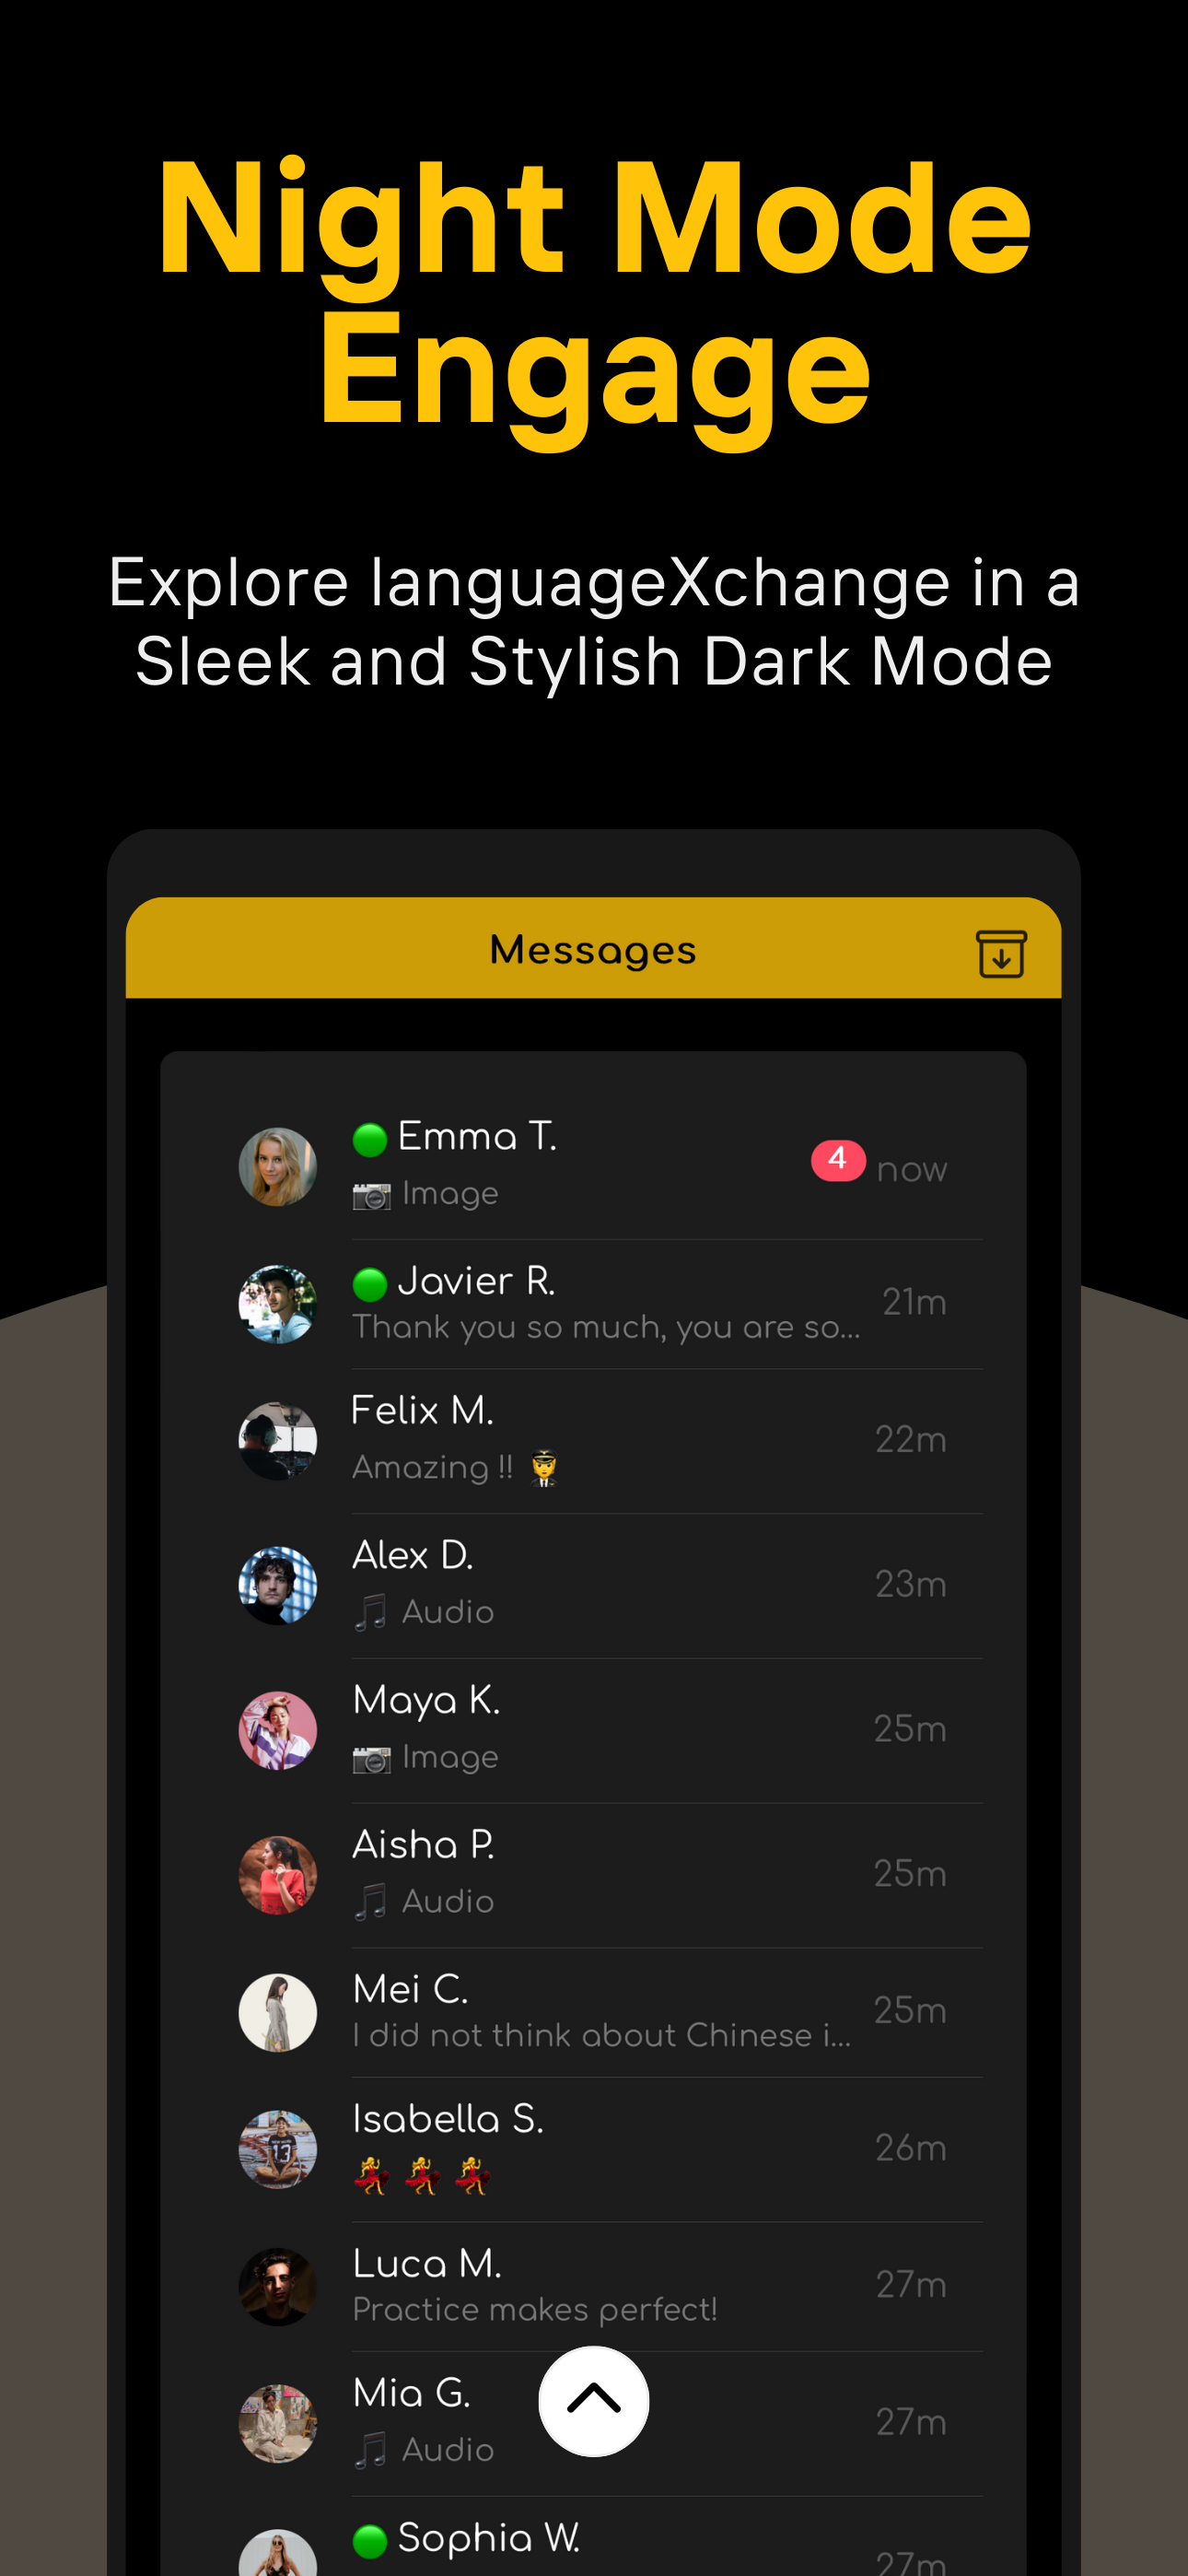 Night Mode
Engage
Explore languageXchange in a
Sleek and Stylish Dark Mode
Messages
Emma T.
4 now
Image
Javier R.
21m
Thank you so much, you are so...
Felix M.
22m
Amazing !!
Alex D.
23m
Audio
Maya K.
25m
Image
Aisha P.
25m
Audio
Mei C.
25m
I did not think about Chinese i...
Isabella S.
26m
13
Luca M.
27m
Practice makes perfect!
Mia G.
27m
Audio
Sophia W.
27m